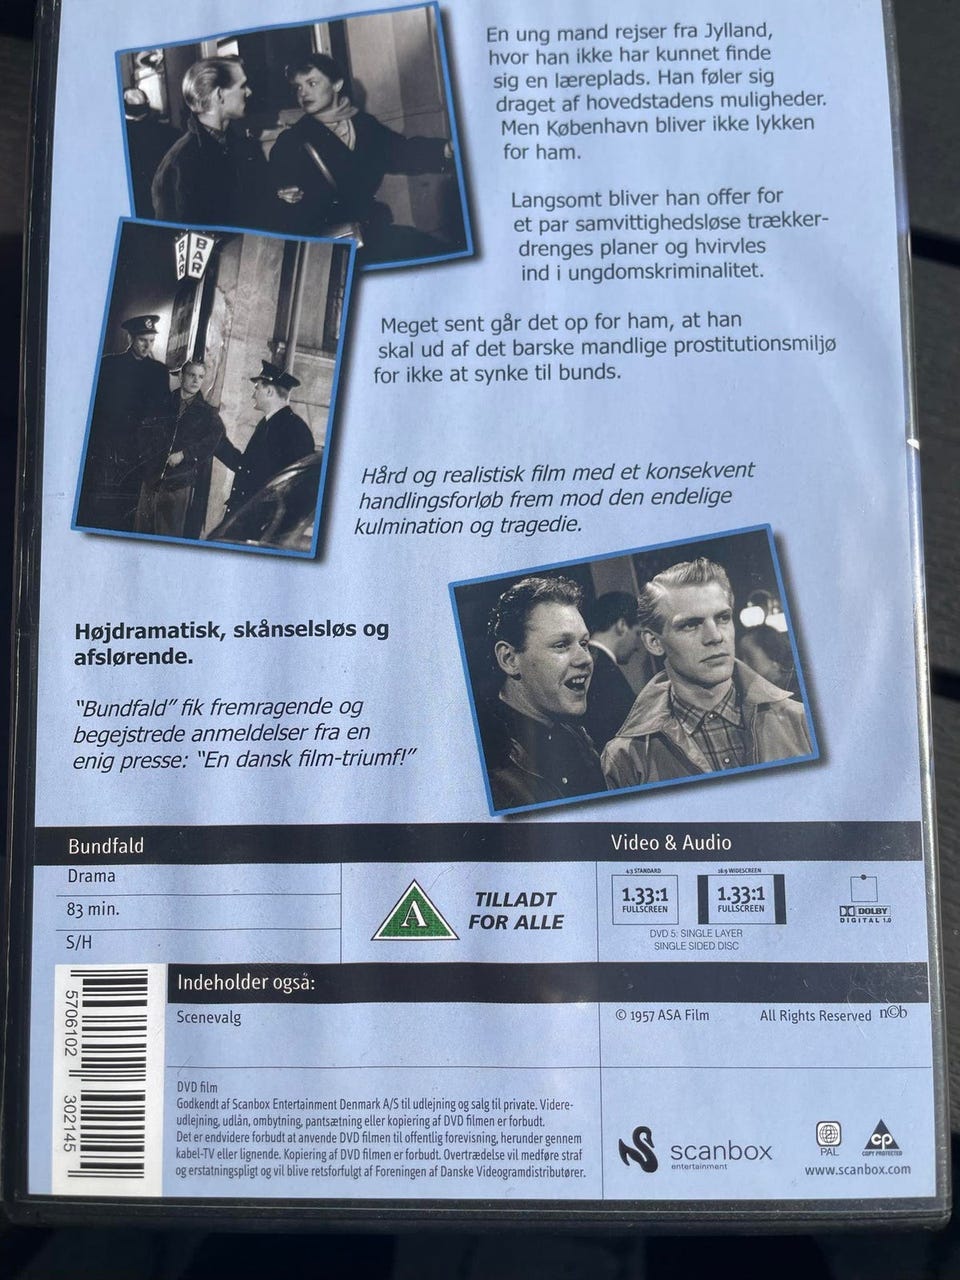 En ung mand rejser fra Jylland,
hvor han ikke har kunnet finde
sig en læreplads. Han føler sig
draget af hovedstadens muligheder.
Men København bliver ikke lykken
for ham.
Langsomt bliver han offer for
et par samvittighedsløse trækker-
drenges planer og hvirvles
ind i ungdomskriminalitet.
BAR
BAR
Meget sent går det op for ham, at han
skal ud af det barske mandlige prostitutionsmiljø
for ikke at synke til bunds.
Hård og realistisk film med et konsekvent
handlingsforløb frem mod den endelige
kulmination og tragedie.
Højdramatisk, skånselsløs og
afslørende.
"Bundfald" fik fremragende og
begejstrede anmeldelser fra en
enig presse: "En dansk film-triumf!"
Bundfald
Drama
83 min.
S/H
A
TILLADT
FOR ALLE
Video & Audio
4:3 STANDARD
1.33:1
FULLSCREEN
16:9 WIDESCREEN
1.33:1
FULLSCREEN
DVD 5: SINGLE LAYER
SINGLE SIDED DISC
DOLBY
DIGITAL 1.0
5706102 302145
Indeholder også:
Scenevalg
© 1957 ASA Film
All Rights Reserved
n©b
DVD film
Godkendt af Scanbox Entertainment Denmark A/S til udlejning og salg til private. Videre-
udlejning, udlån, ombytning, pantsætning eller kopiering af DVD filmen er forbudt.
Det er endvidere forbudt at anvende DVD filmen til offentlig forevisning, herunder gennem
kabel-TV eller lignende. Kopiering af DVD filmen er forbudt. Overtrædelse vil medføre straf
og erstatningspligt og vil blive retsforfulgt af Foreningen af Danske Videogramdistributører.
scanbox
entertainment
PAL
CP
COPY PROTECTED
www.scanbox.com